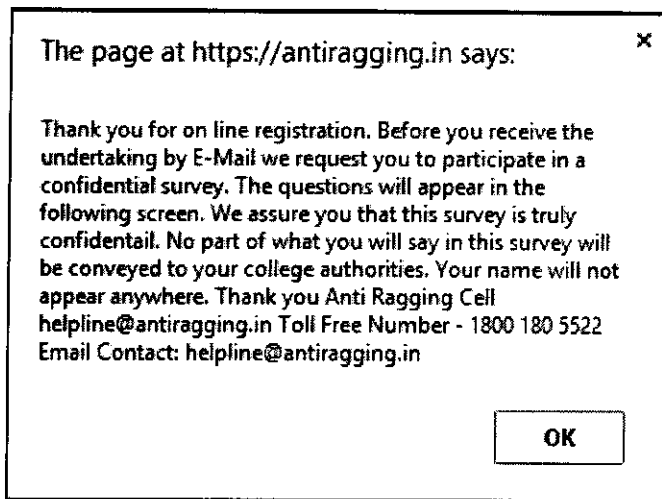 The page at https://antiragging.in says:
×
Thank you for on line registration. Before you receive the
undertaking by E-Mail we request you to participate in a
confidential survey. The questions will appear in the
following screen. We assure you that this survey is truly
confidentail. No part of what you will say in this survey will
be conveyed to your college authorities. Your name will not
appear anywhere. Thank you Anti Ragging Cell
helpline@antiragging.in Toll Free Number - 1800 180 5522
Email Contact: helpline@antiragging.in
OK